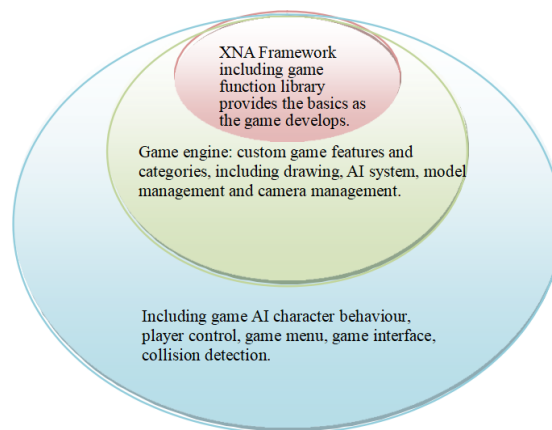 XNA Framework
including game
function library
provides the basics as
the game develops.
Game engine: custom game features and
categories, including drawing, AI system, model
management and camera management.
Including game AI character behaviour,
player control, game menu, game interface,
collision detection.